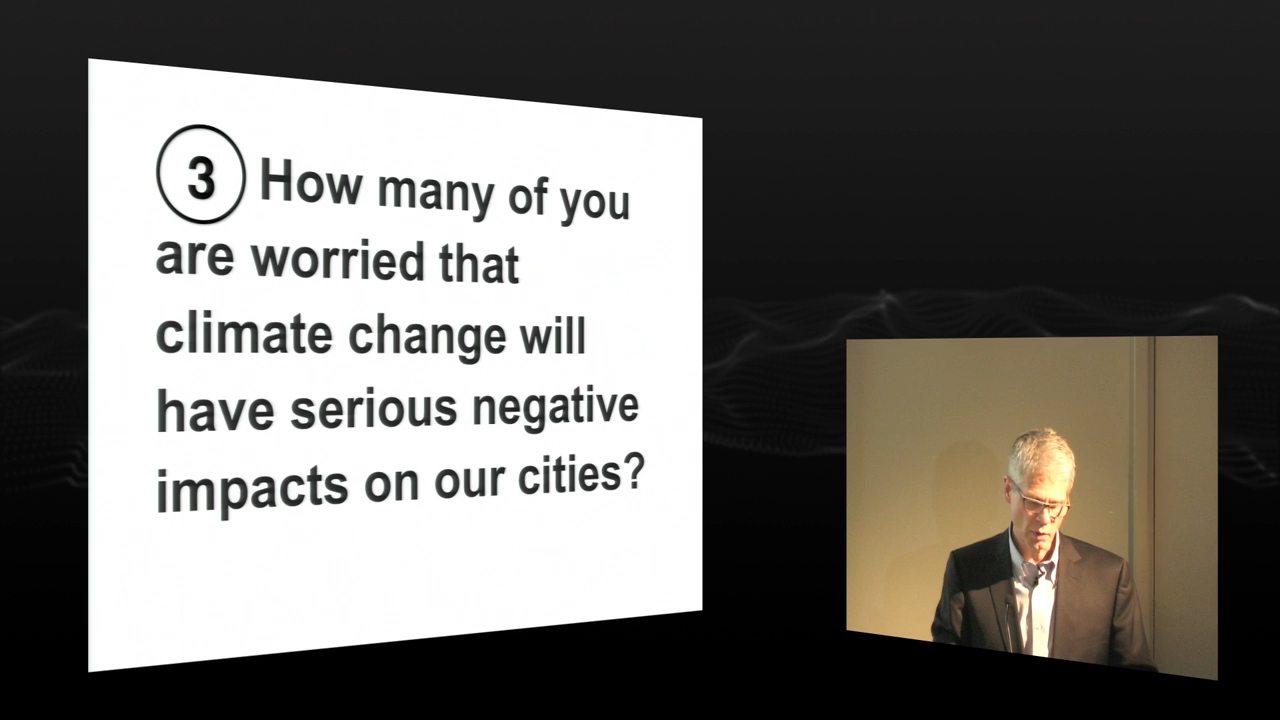 3 How many of you
are worried that
climate change will
have serious negative
impacts on our cities?